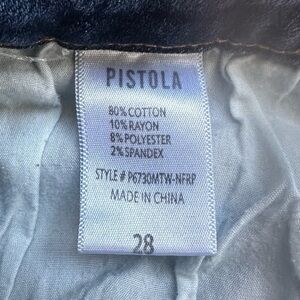 PISTOLA
80% COTTON
10% RAYON
8% POLYESTER
2% SPANDEX
STYLE # P6730MTW-NFRP
MADE IN CHINA
28